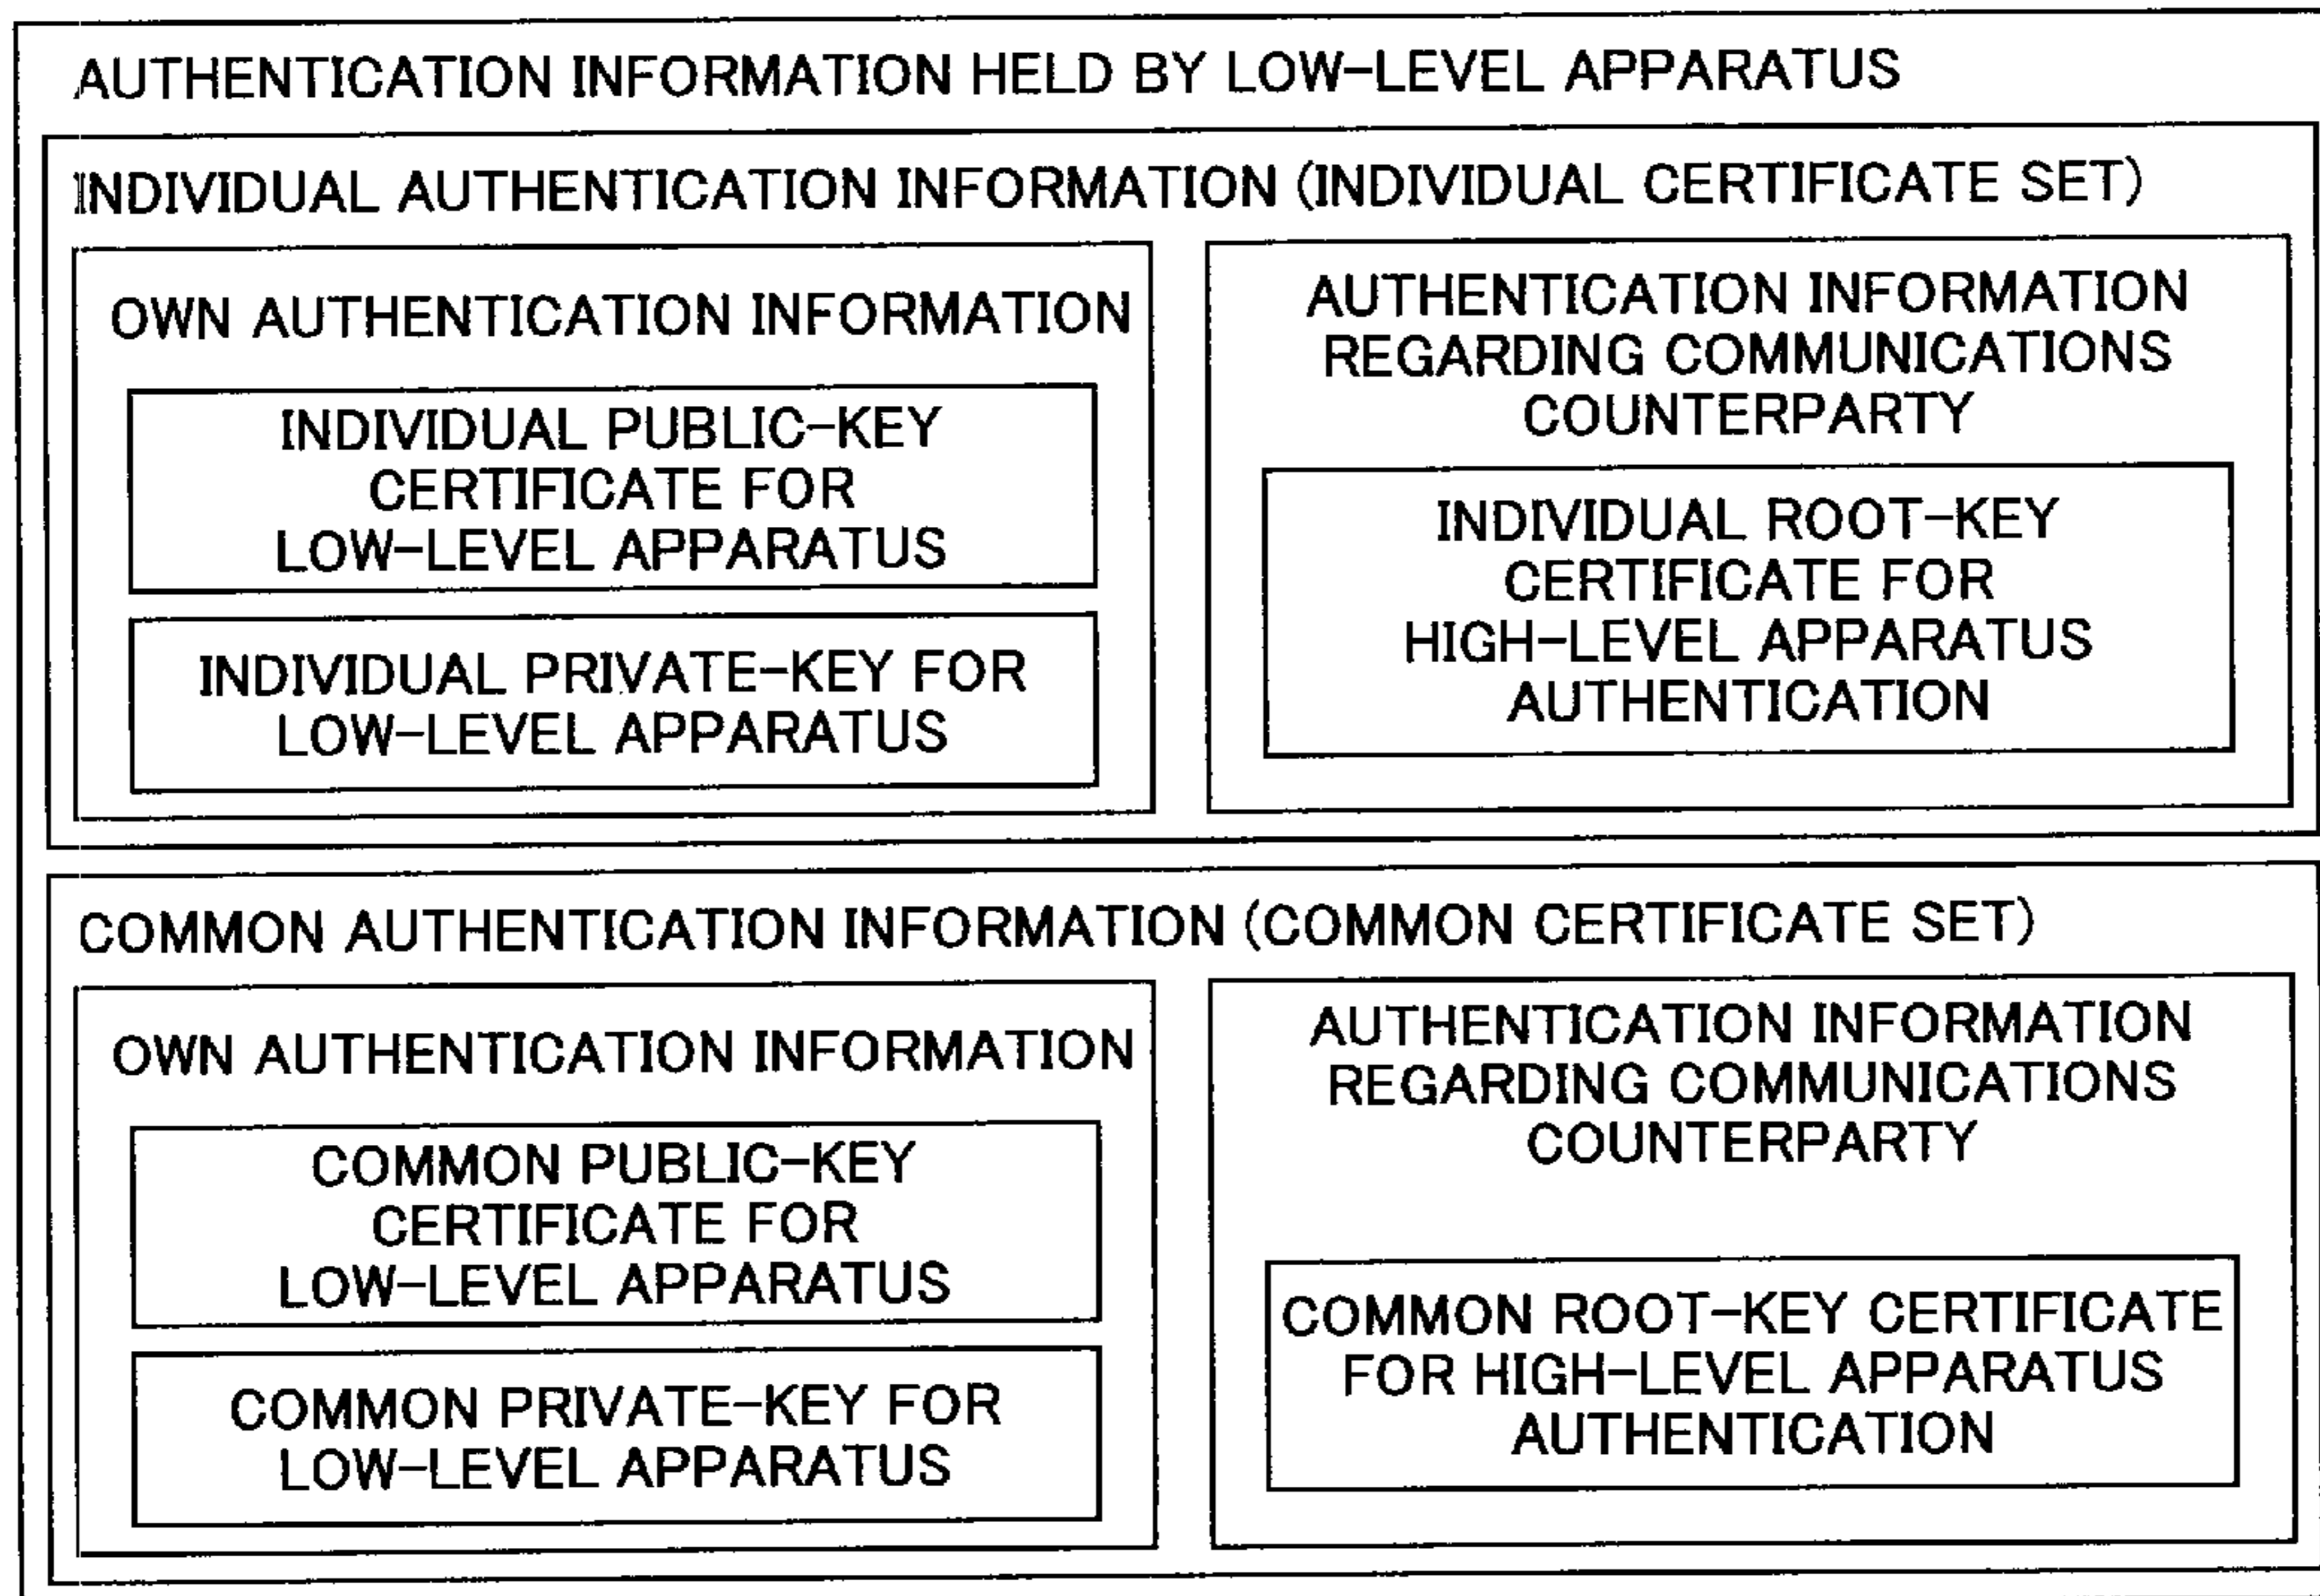 AUTHENTICATION INFORMATION HELD BY LOW-LEVEL APPARATUS
INDIVIDUAL AUTHENTICATION INFORMATION (INDIVIDUAL CERTIFICATE SET)
OWN AUTHENTICATION INFORMATION
INDIVIDUAL PUBLIC-KEY
CERTIFICATE FOR
LOW-LEVEL APPARATUS
INDIVIDUAL PRIVATE-KEY FOR
LOW-LEVEL APPARATUS
AUTHENTICATION INFORMATION
REGARDING COMMUNICATIONS
COUNTERPARTY
INDIVIDUAL ROOT-KEY
CERTIFICATE FOR
HIGH-LEVEL APPARATUS
AUTHENTICATION
COMMON AUTHENTICATION INFORMATION (COMMON CERTIFICATE SET)
OWN AUTHENTICATION INFORMATION
COMMON PUBLIC-KEY
CERTIFICATE FOR
LOW-LEVEL APPARATUS
COMMON PRIVATE-KEY FOR
LOW-LEVEL APPARATUS
AUTHENTICATION INFORMATION
REGARDING COMMUNICATIONS
COUNTERPARTY
COMMON ROOT-KEY CERTIFICATE
FOR HIGH-LEVEL APPARATUS
AUTHENTICATION